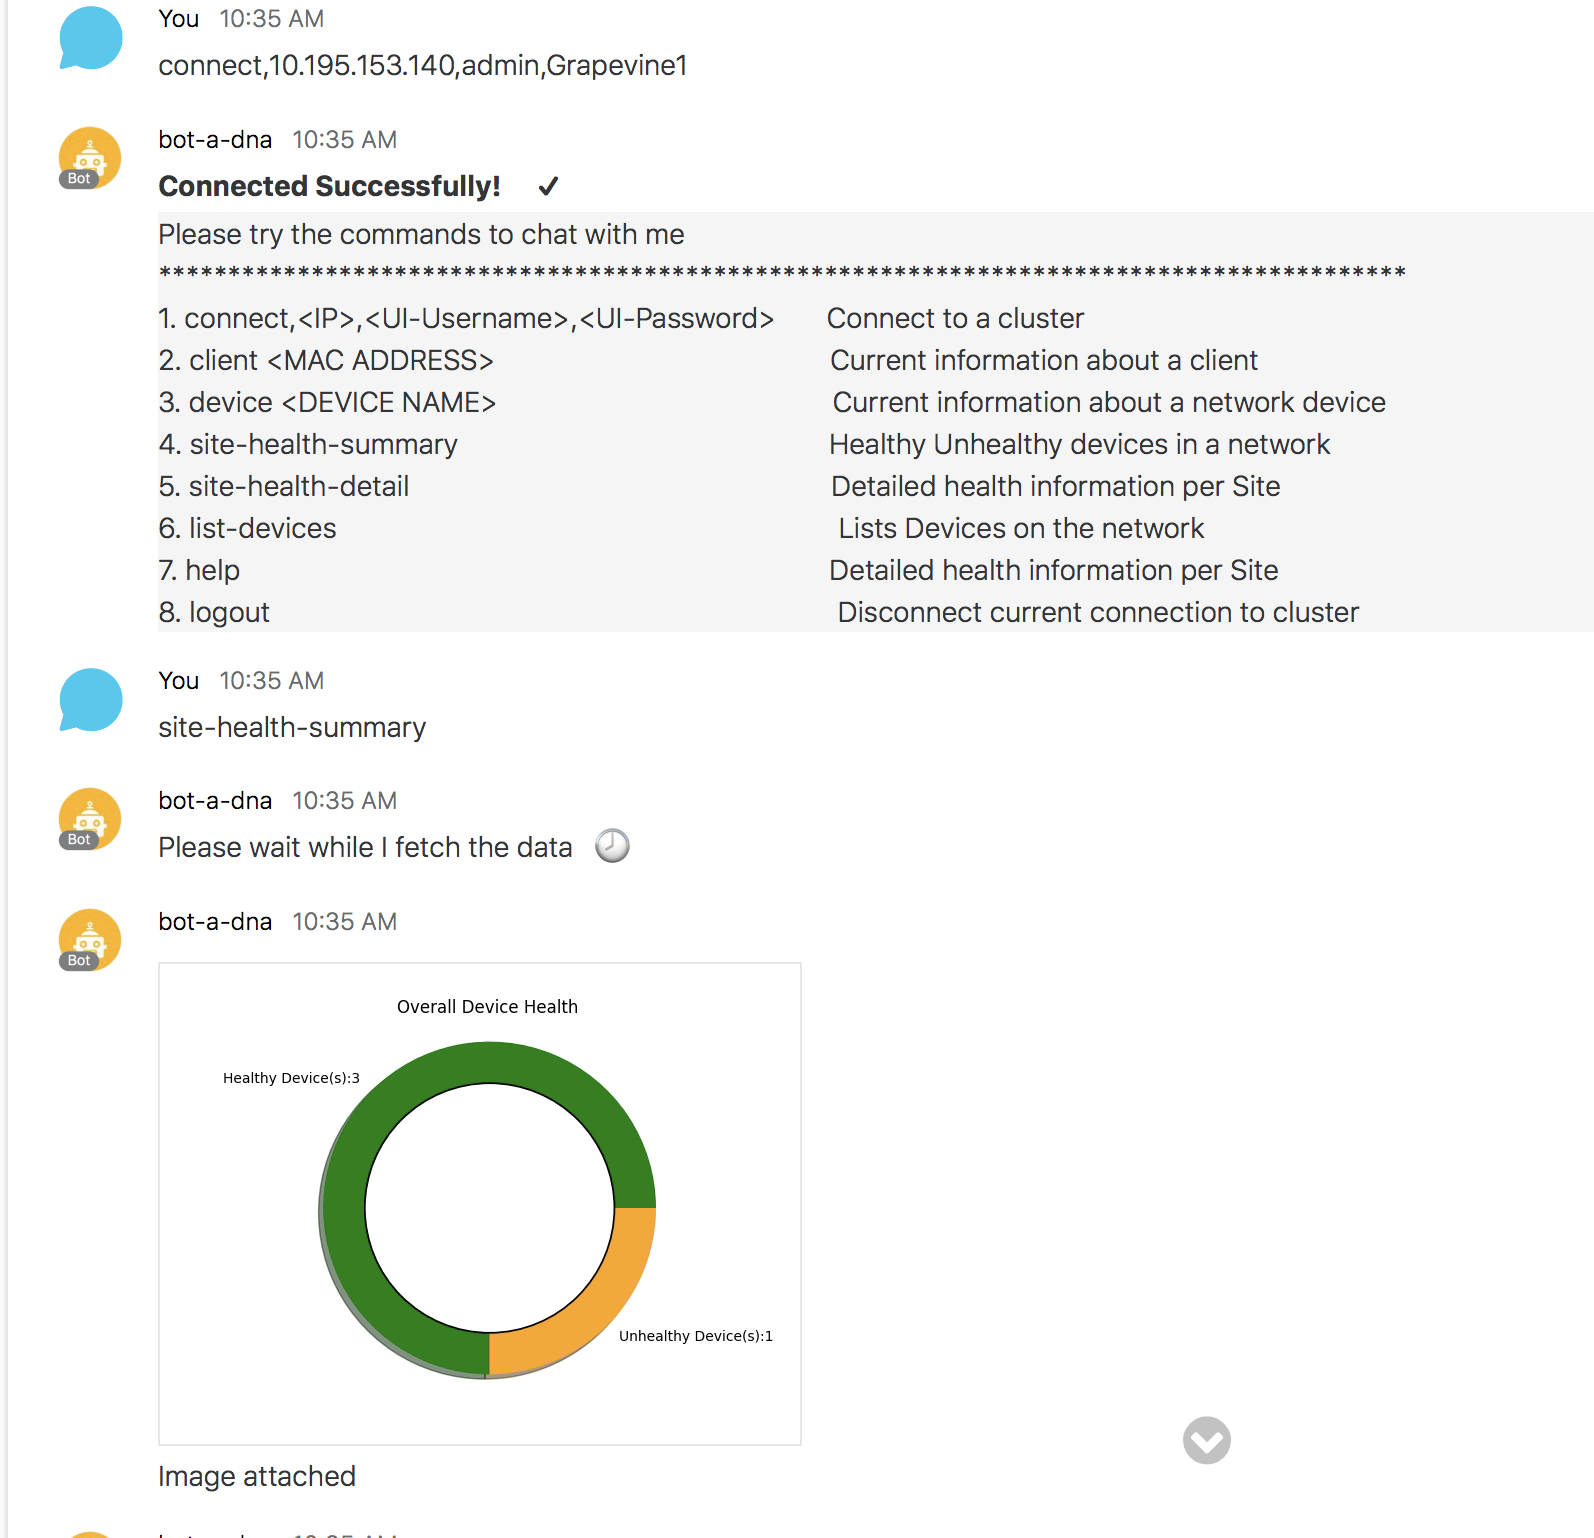 You 10:35 AM
connect,10.195.153.140,admin,Grapevine1
bot-a-dna 10:35 AM
Bot
Connected Successfully! ✔
Please try the commands to chat with me
******************************************************************************************
1. connect,<IP>,<UI-Username>,<UI-Password> Connect to a cluster
2. client <MAC ADDRESS> Current information about a client
3. device <DEVICE NAME> Current information about a network device
4. site-health-summary Healthy Unhealthy devices in a network
5. site-health-detail Detailed health information per Site
6. list-devices Lists Devices on the network
7. help Detailed health information per Site
8. logout Disconnect current connection to cluster
You 10:35 AM
site-health-summary
bot-a-dna 10:35 AM
Bot
Please wait while I fetch the data
bot-a-dna 10:35 AM
Bot
Overall Device Health
Healthy Device(s):3
Unhealthy Device(s):1
Image attached